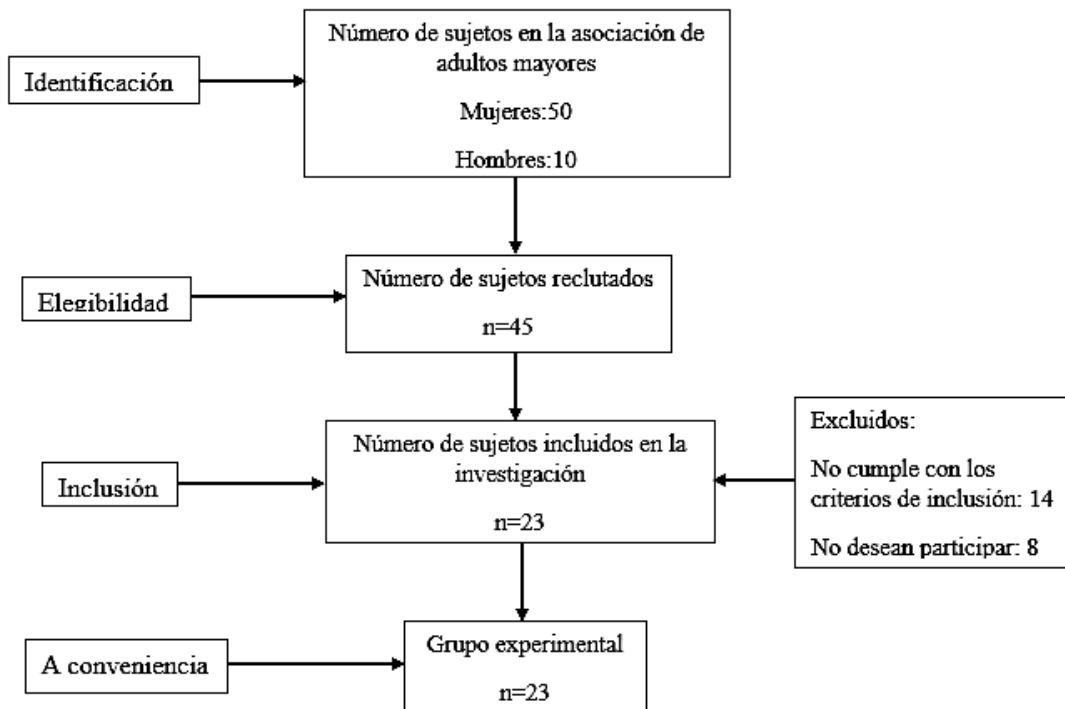 Número de sujetos en la asociación de
adultos mayores
Mujeres:50
Hombres:10
Identificación
Número de sujetos reclutados
n=45
Elegibilidad
Número de sujetos incluidos en la
investigación
n=23
Inclusión
Excluidos:
No cumple con los
criterios de inclusión: 14
No desean participar: 8
Grupo experimental
n=23
A conveniencia